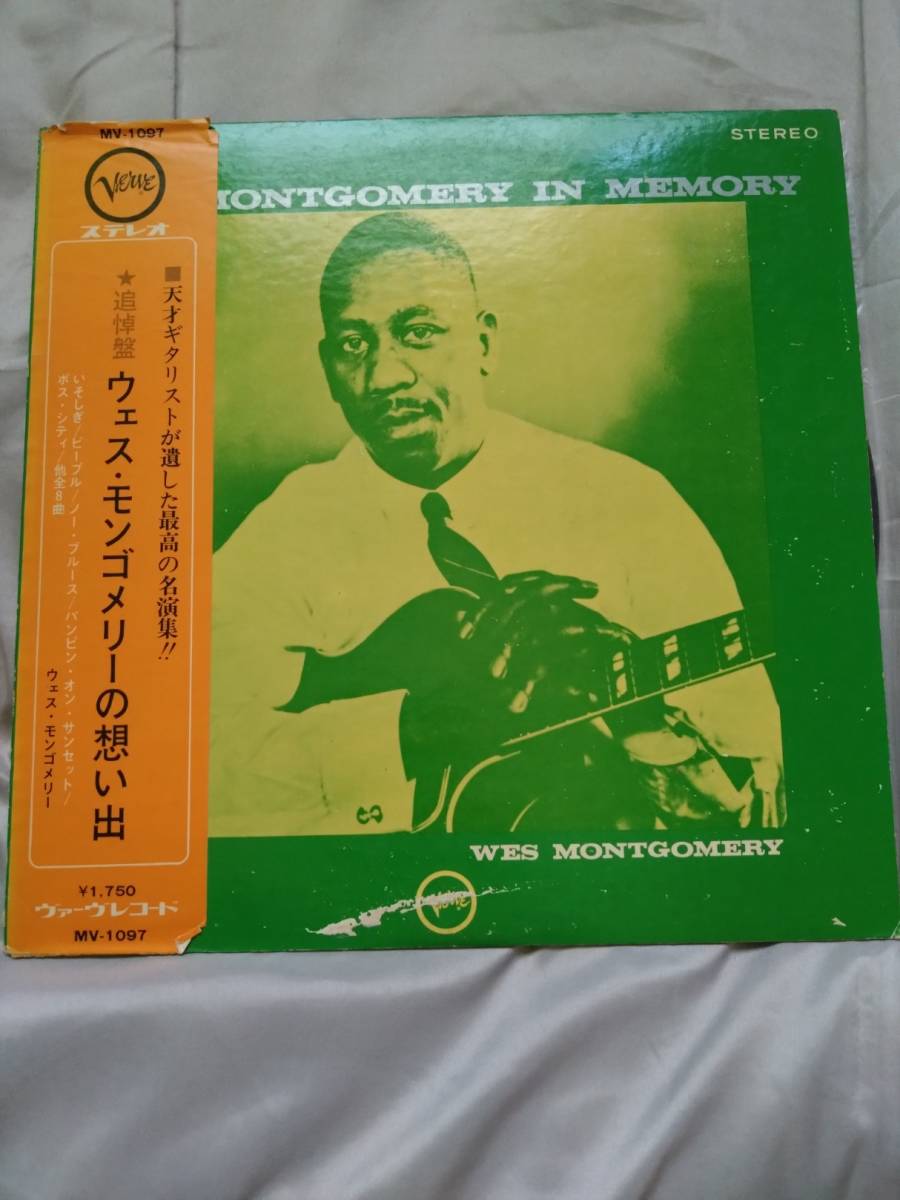 MV-1097
Verve
ステレオ
■天才ギタリストが遺した最高の名演集!!
★追悼盤 ウェス・モンゴメリーの想い出
いそしぎ/ピープル/ノー・ブルース/バンピン・オン・サンセット/
ボス・シティ/他全8曲
ウェス・モンゴメリー
¥1,750
ヴァーヴレコード
MV-1097
STEREO
MONTGOMERY IN MEMORY
WES MONTGOMERY
Verve